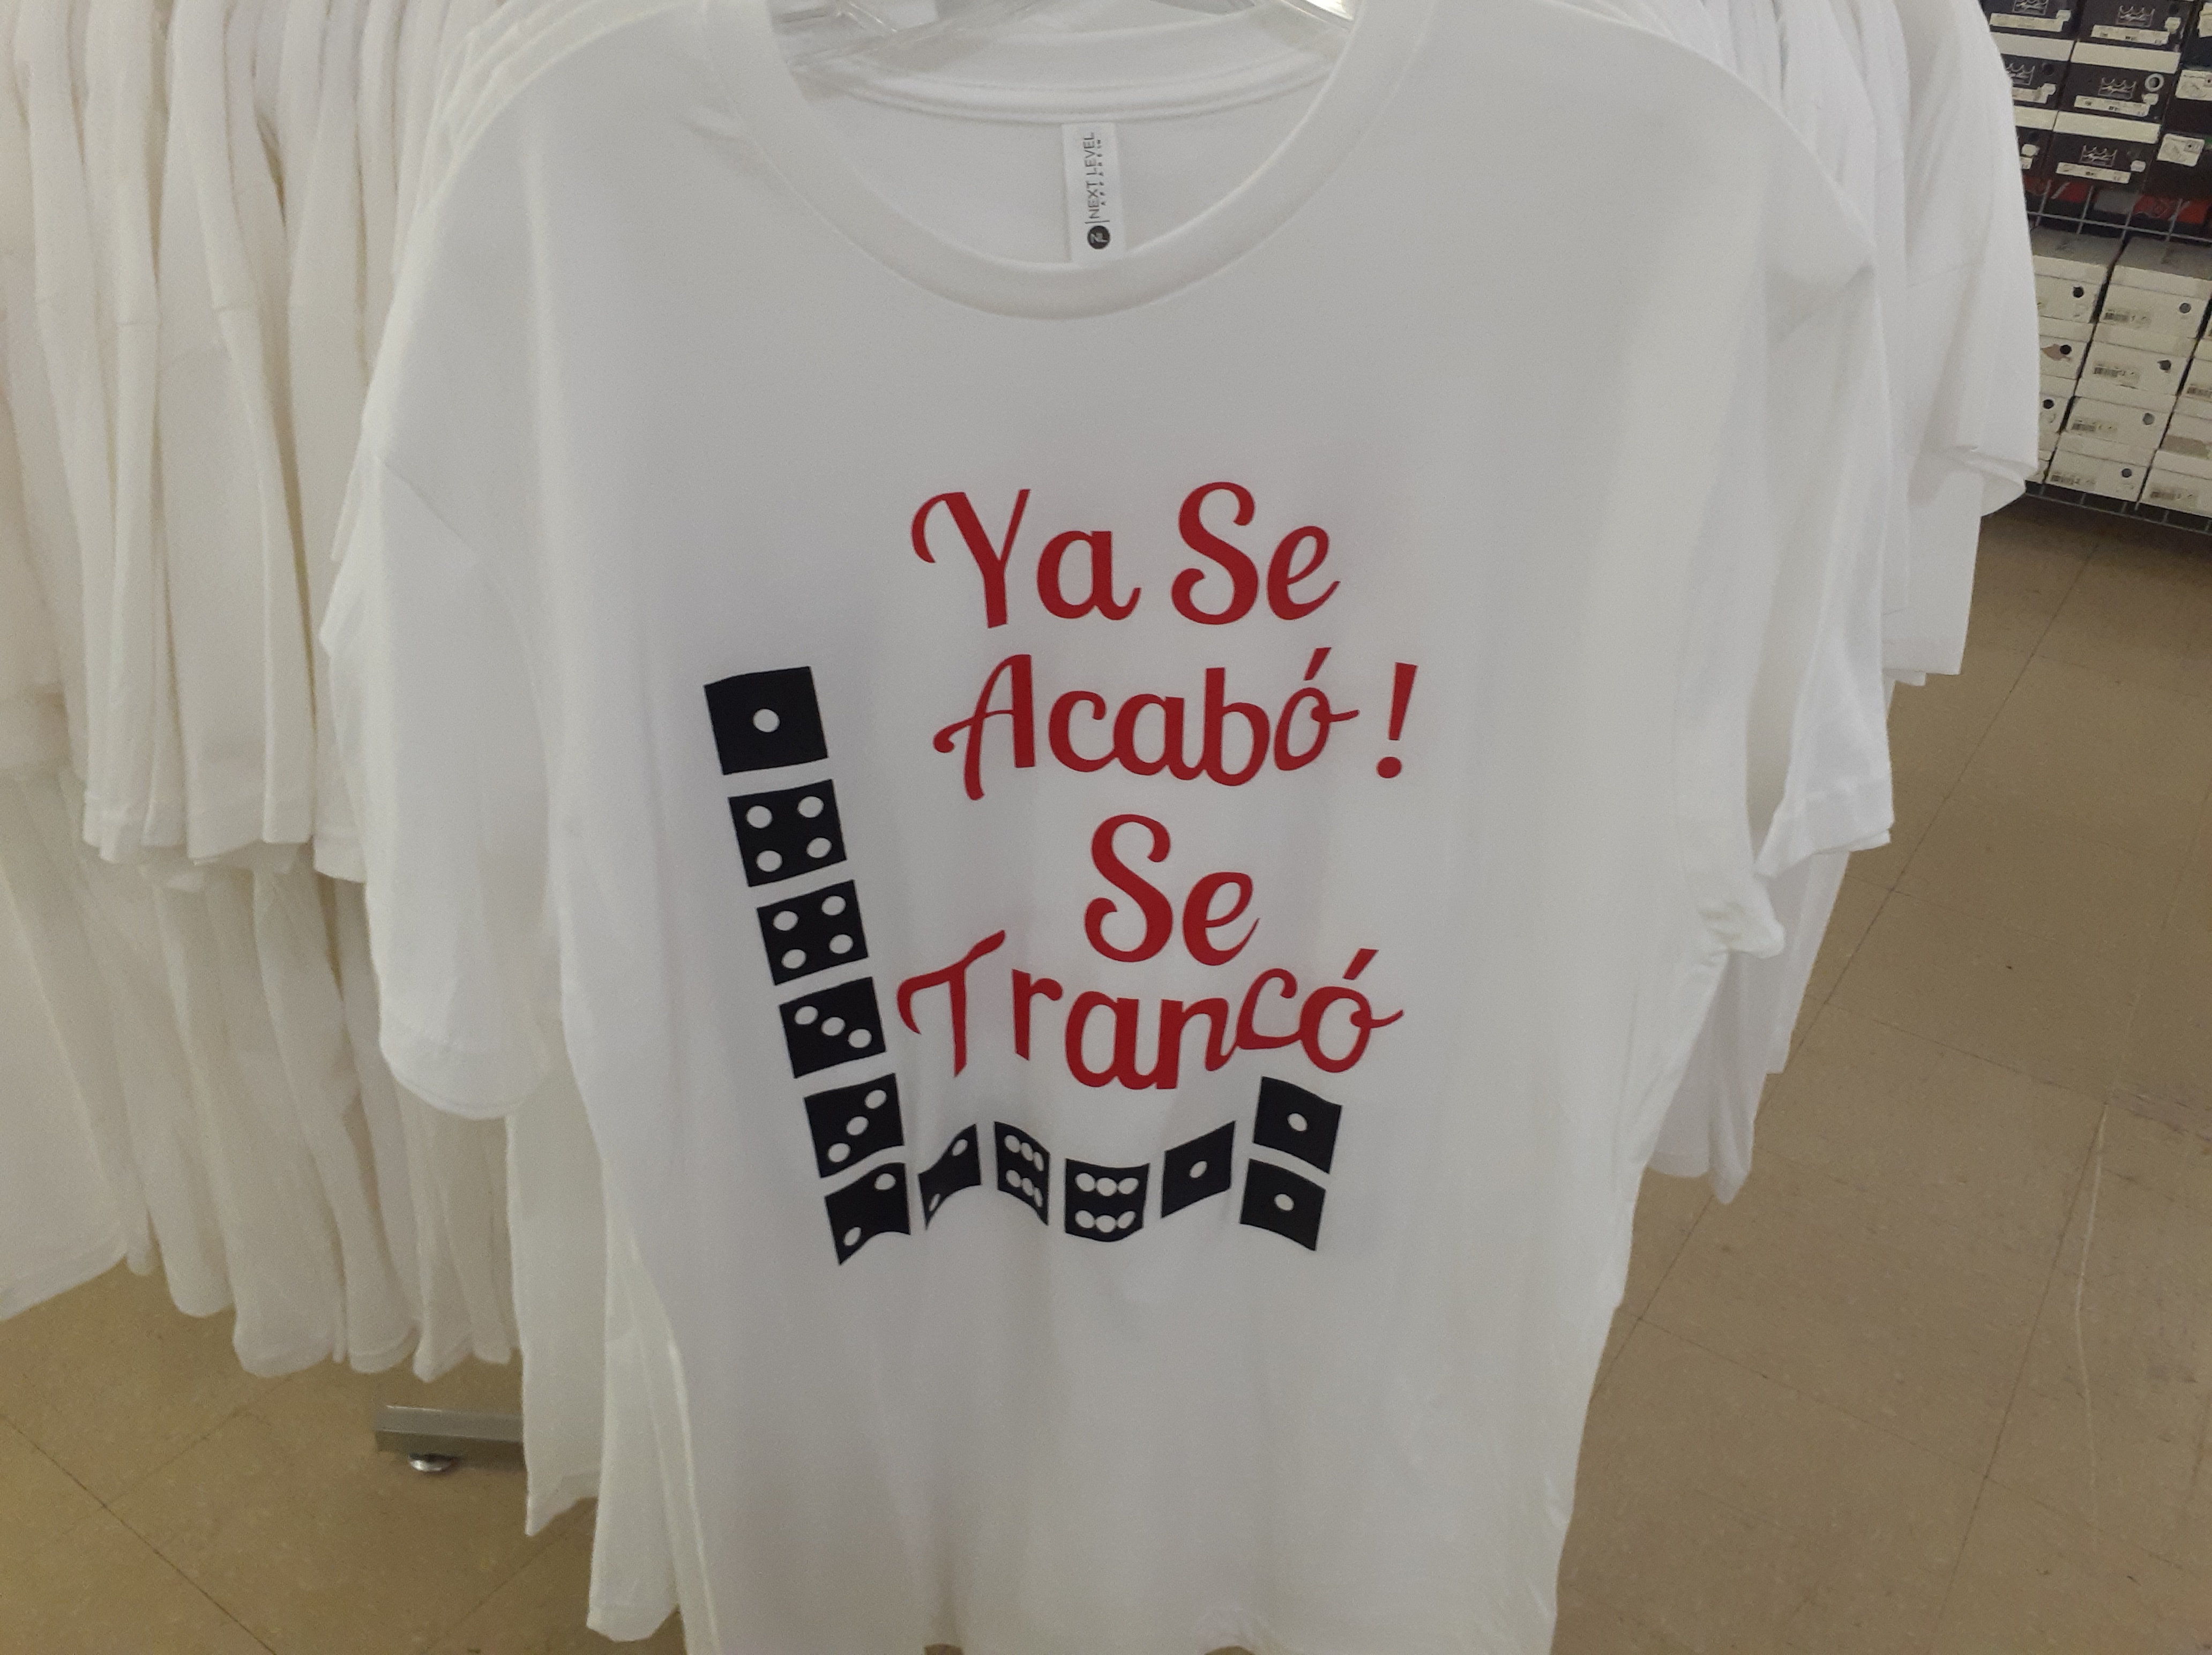 NEXT LEVEL
Ya Se
Acabó!
Se
Trancó